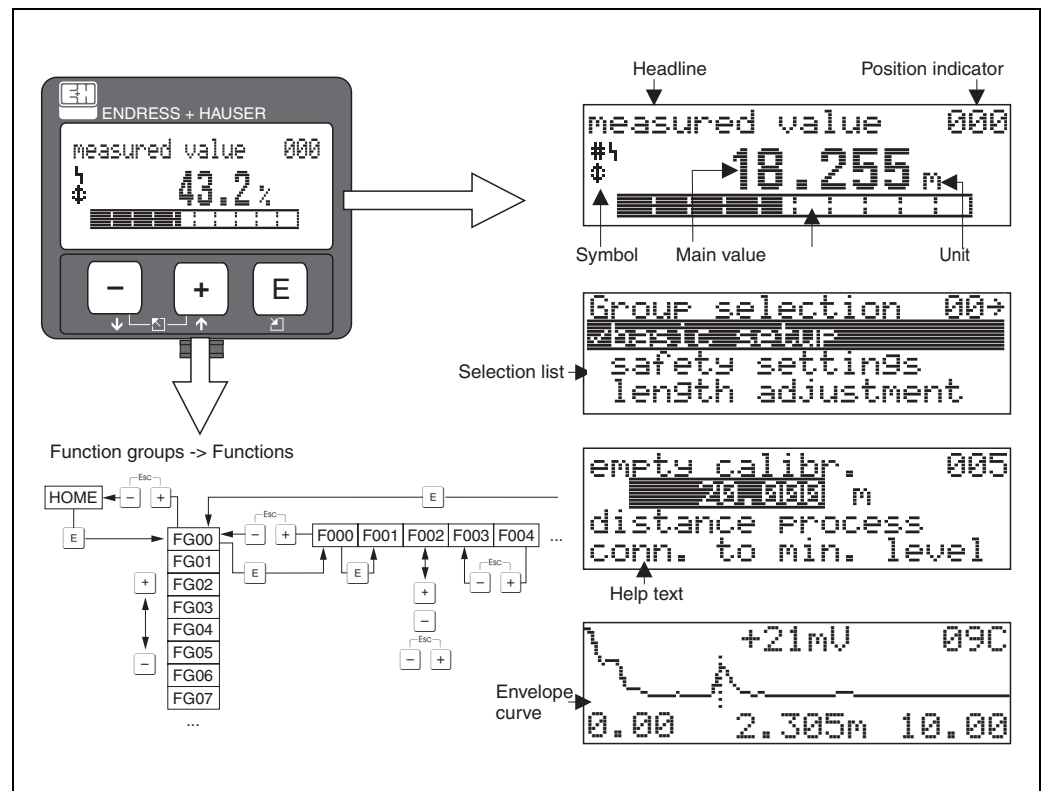 ENDRESS + HAUSER
measured value 000
43.2 %
− + E
Headline Position indicator
measured value 000
#
18.255 m
Symbol Main value Unit
Group selection 00→
✓basic setup
safety settings
length adjustment
Selection list
empty calibr. 005
20.000 m
distance process
conn. to min. level
Help text
+21mV 09C
0.00 2.305m 10.00
Envelope
curve
Function groups -> Functions
HOME
Esc
− +
E
E
FG00
FG01
FG02
FG03
FG04
FG05
FG06
FG07
...
+
−
Esc
− +
E
F000 F001 F002 F003 F004 ...
E
+
−
Esc
− +
Esc
− +